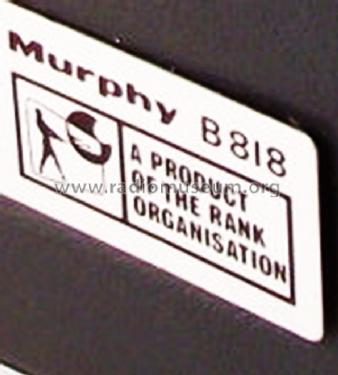 Murphy B818
A PRODUCT
OF THE RANK
ORGANISATION
www.radiomuseum.org